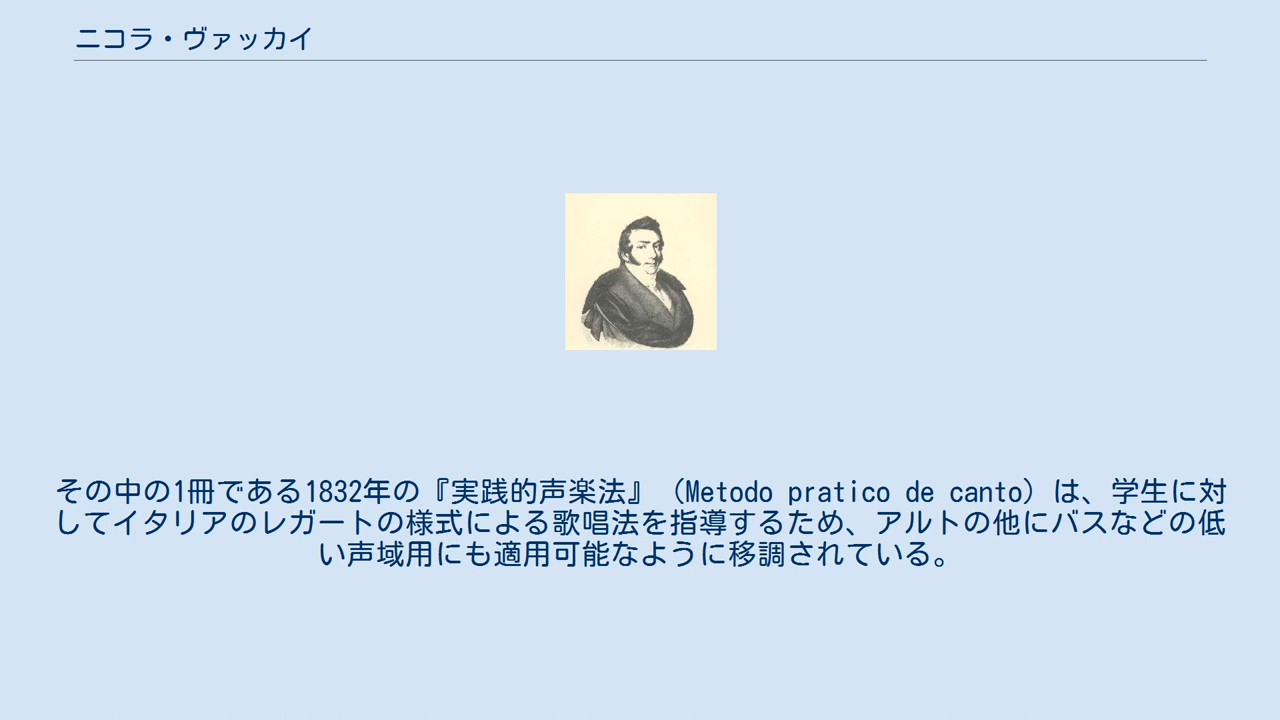 ニコラ・ヴァッカイ
その中の1冊である1832年の『実践的声楽法』（Metodo pratico de canto）は、学生に対
してイタリアのレガートの様式による歌唱法を指導するため、アルトの他にバスなどの低
い声域用にも適用可能なように移調されている。